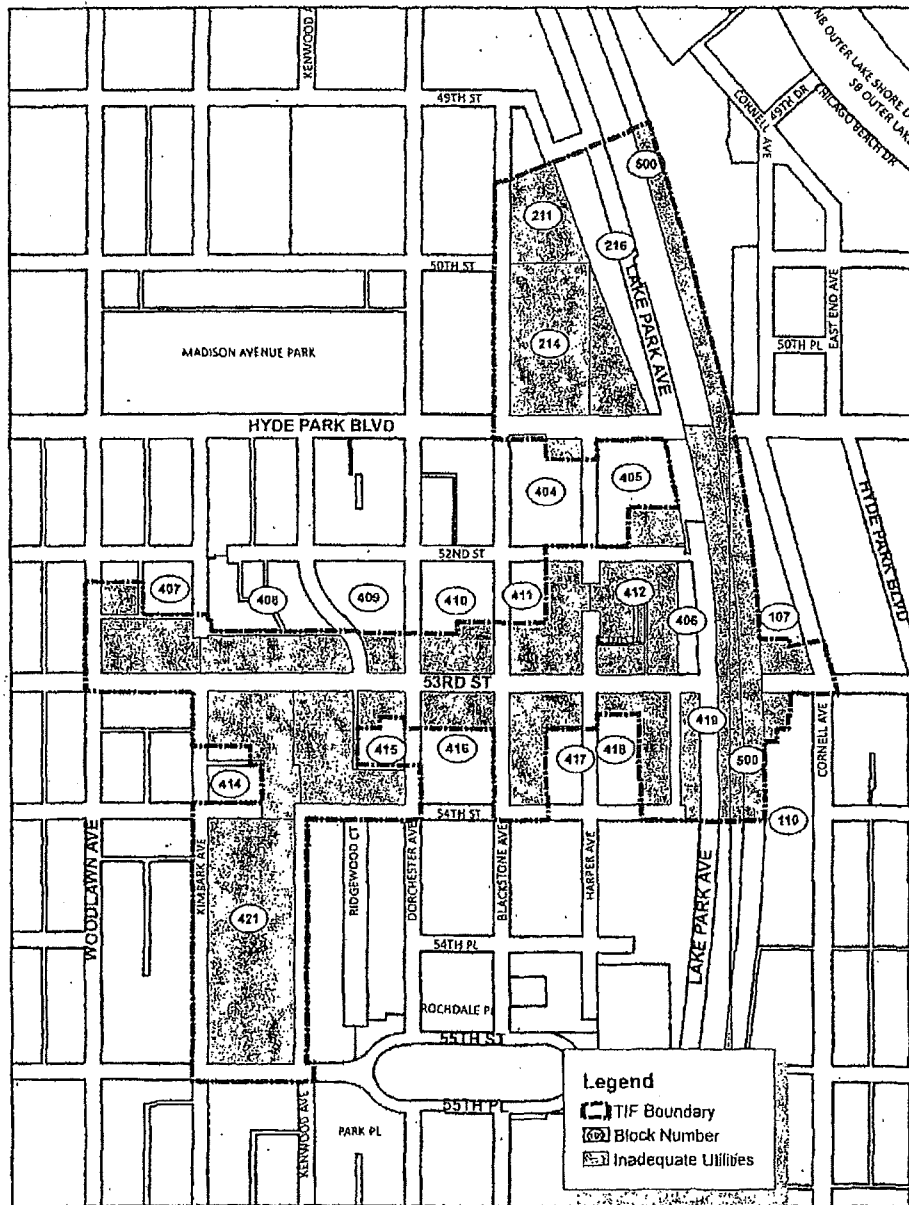 KENWOOD A
NB OUTER LAKE SHORE D
SB OUTER LAKE
49TH ST
CORNELL AVE
49TH DR
CHICAGO BEACH DR
500
211
216
50TH ST
LAKE PARK AVE
EAST END AVE
214
50TH PL
MADISON AVENUE PARK
HYDE PARK BLVD
HYDE PARK BLVD
404
405
52ND ST
407
408
409
410
411
412
406
107
53RD ST
419
415
416
417
418
500
CORNELL AVE
414
54TH ST
110
WOODLAWN AVE
KIMBARK AVE
RIDGEWOOD CT
DORCHESTER AVE
BLACKSTONE AVE
HARPER AVE
LAKE PARK AVE
421
54TH PL
ROCHDALE PL
55TH ST
55TH PL
KENWOOD AVE
PARK PL
Legend
TIF Boundary
Block Number
Inadequate Utilities